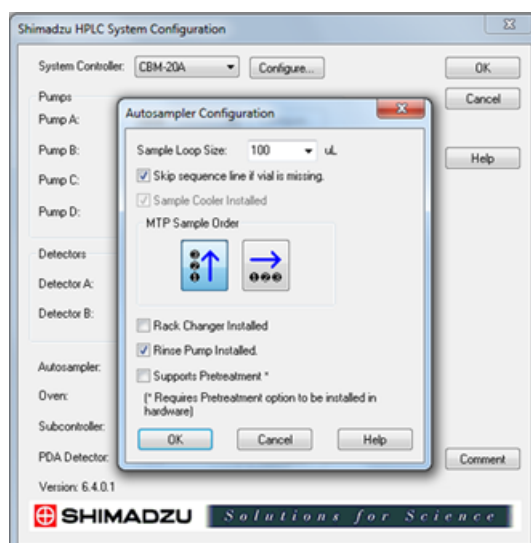 Shimadzu HPLC System Configuration
System Controller: CBM-20A Configure... OK
Pumps Cancel
Pump A:
Pump B:
Pump C:
Pump D:
Help
Detectors
Detector A:
Detector B:
Autosampler:
Oven:
Subcontroller:
PDA Detector:
Comment
Version: 6.4.0.1
SHIMADZU Solutions for Science
Autosampler Configuration
Sample Loop Size: 100 uL
Skip sequence line if vial is missing.
Sample Cooler Installed
MTP Sample Order
Rack Changer Installed
Rinse Pump Installed.
Supports Pretreatment *
(* Requires Pretreatment option to be installed in
hardware)
OK Cancel Help